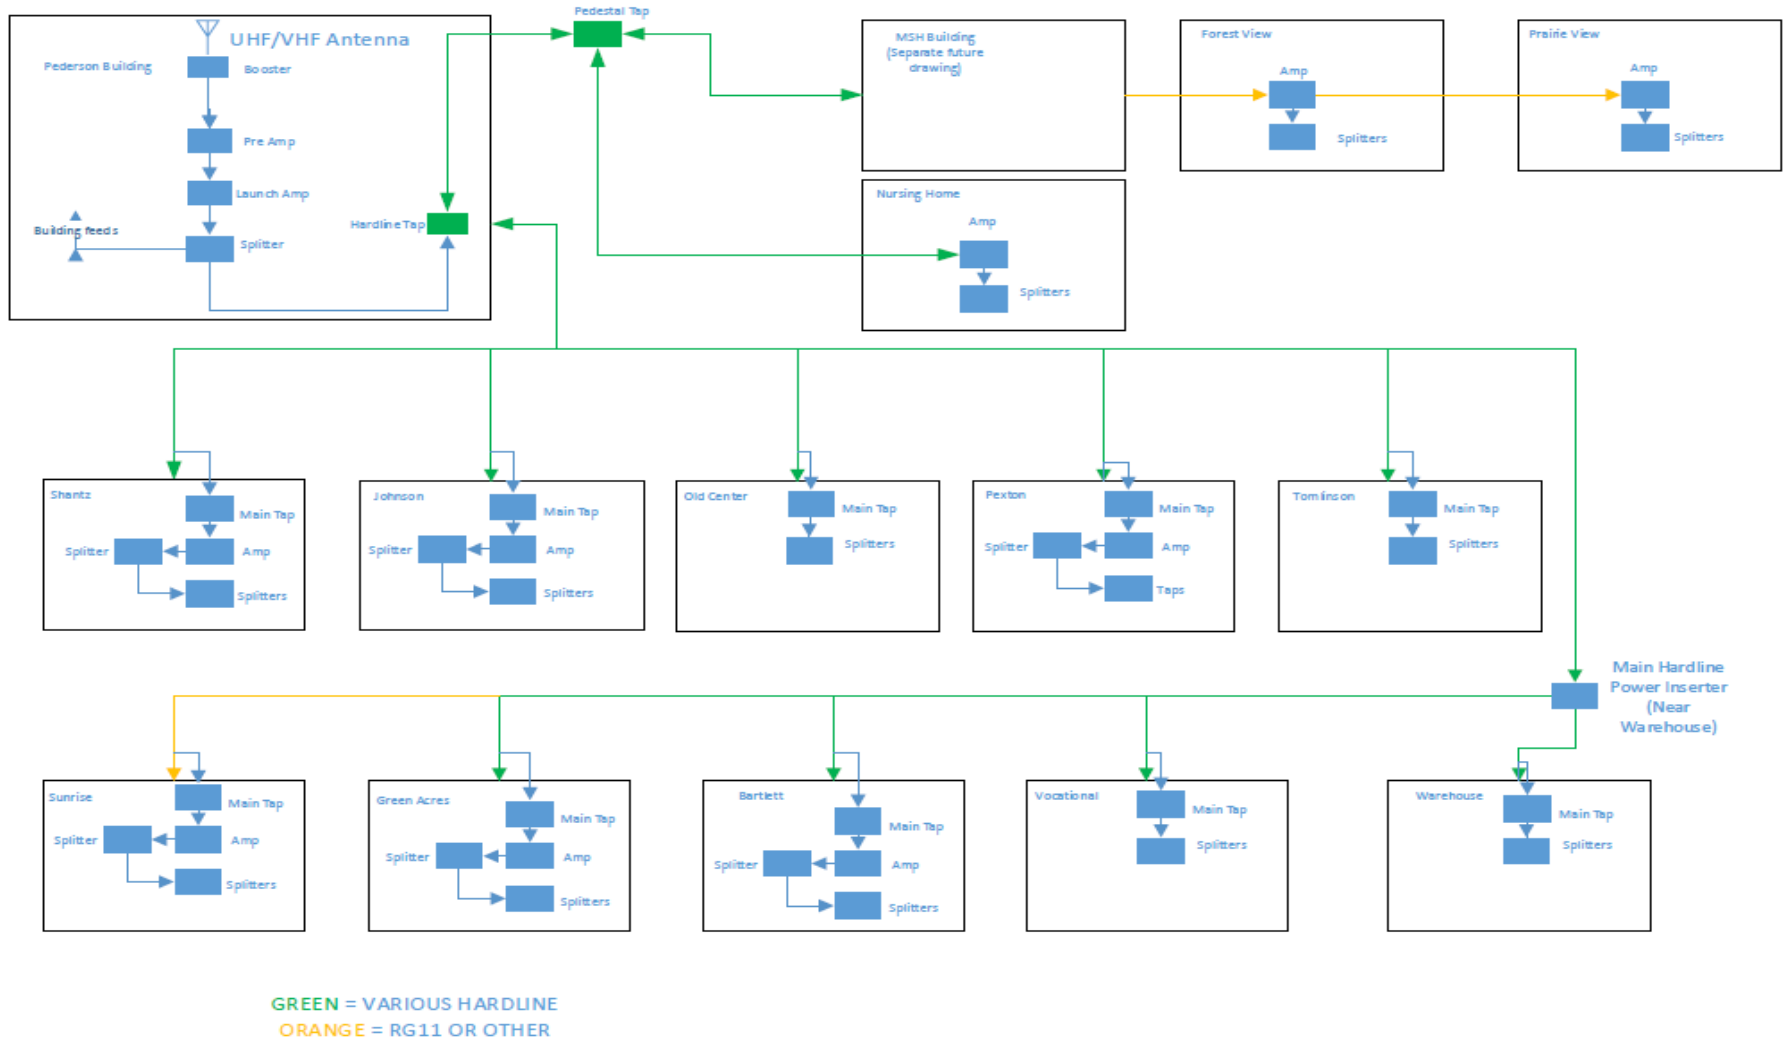 Pedestal Tap
UHF/VHF Antenna
Pederson Building
Booster
Pre Amp
Launch Amp
Building feeds
Splitter
Hardline Tap
MSH Building
(Separate future
drawing)
Forest View
Amp
Splitters
Prairie View
Amp
Splitters
Nursing Home
Amp
Splitters
Shantz
Main Tap
Splitter
Amp
Splitters
Johnson
Main Tap
Splitter
Amp
Splitters
Old Center
Main Tap
Splitters
Pexton
Main Tap
Splitter
Amp
Taps
Tomlinson
Main Tap
Splitters
Main Hardline
Power Inserter
(Near
Warehouse)
Sunrise
Main Tap
Splitter
Amp
Splitters
Green Acres
Main Tap
Splitter
Amp
Splitters
Bartlett
Main Tap
Splitter
Amp
Splitters
Vocational
Main Tap
Splitters
Warehouse
Main Tap
Splitters
GREEN = VARIOUS HARDLINE
ORANGE = RG11 OR OTHER